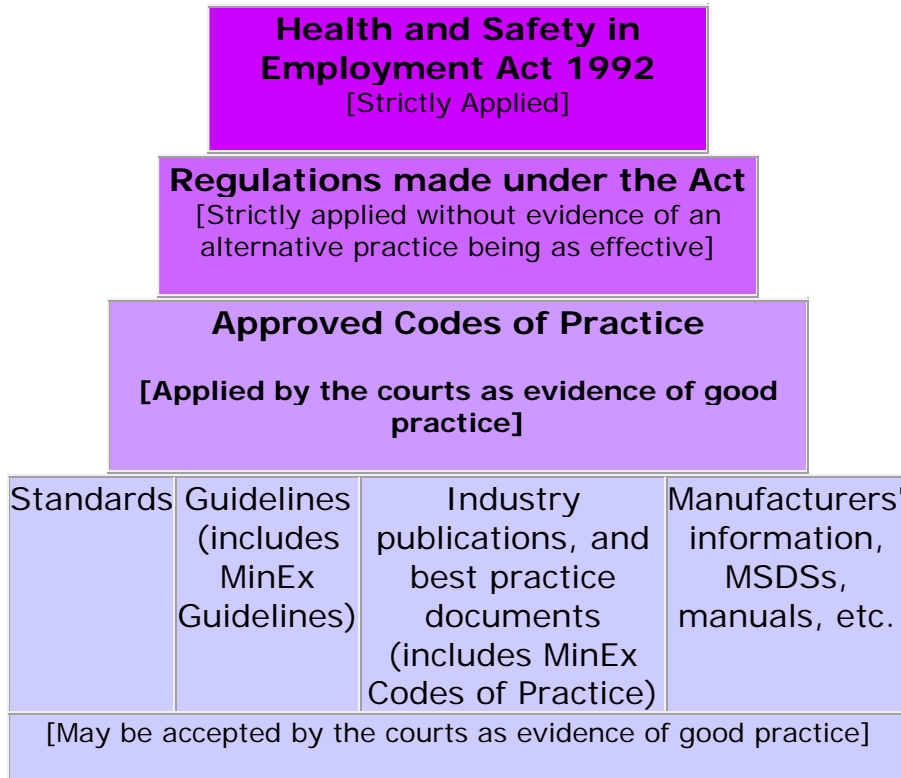 Health and Safety in
Employment Act 1992
[Strictly Applied]
Regulations made under the Act
[Strictly applied without evidence of an
alternative practice being as effective]
Approved Codes of Practice
[Applied by the courts as evidence of good
practice]
Standards
Guidelines
(includes
MinEx
Guidelines)
Industry
publications, and
best practice
documents
(includes MinEx
Codes of Practice)
Manufacturers'
information,
MSDSs,
manuals, etc.
[May be accepted by the courts as evidence of good practice]